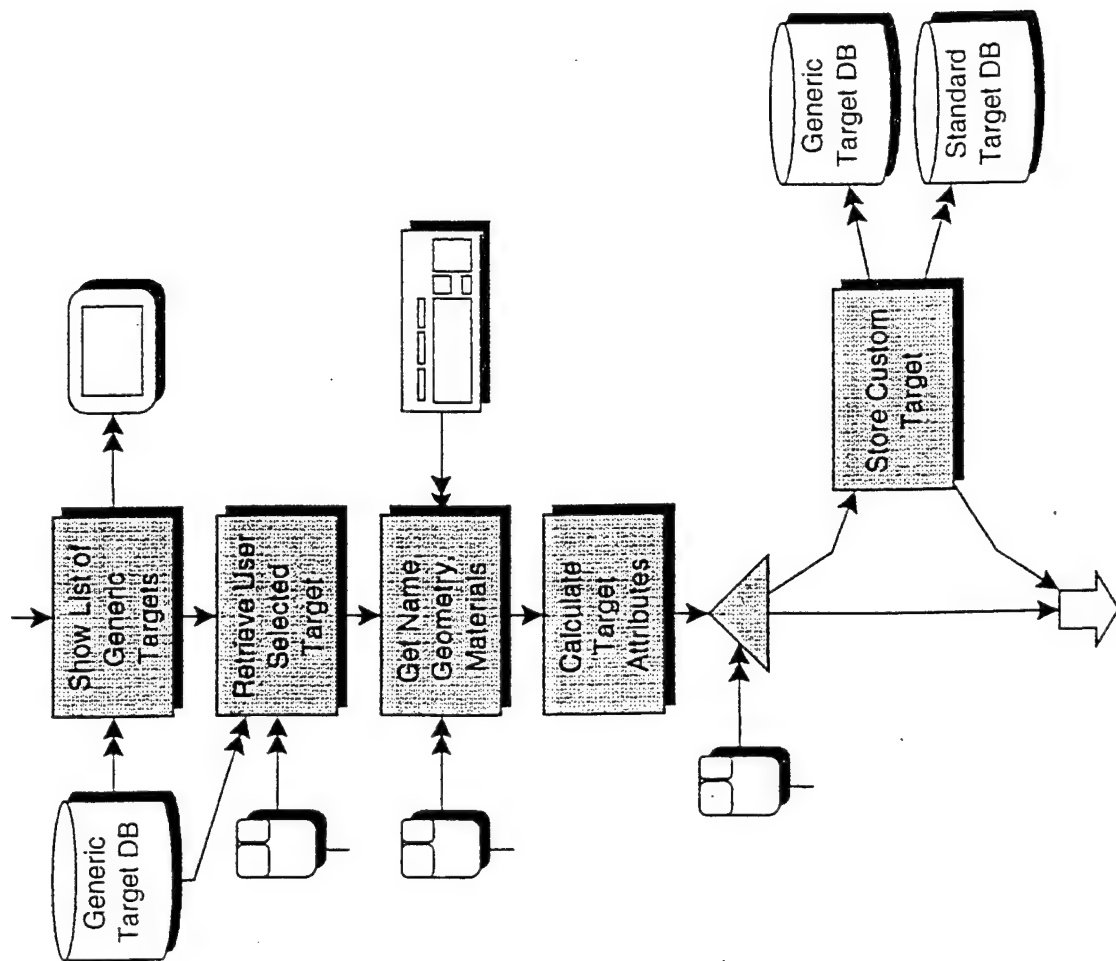 Show List of
Generic
Targets
Generic
Target DB
Retrieve User
Selected
Target
Get Name,
Geometry,
Materials
Calculate
Target
Attributes
Store Custom
Target
Generic
Target DB
Standard
Target DB